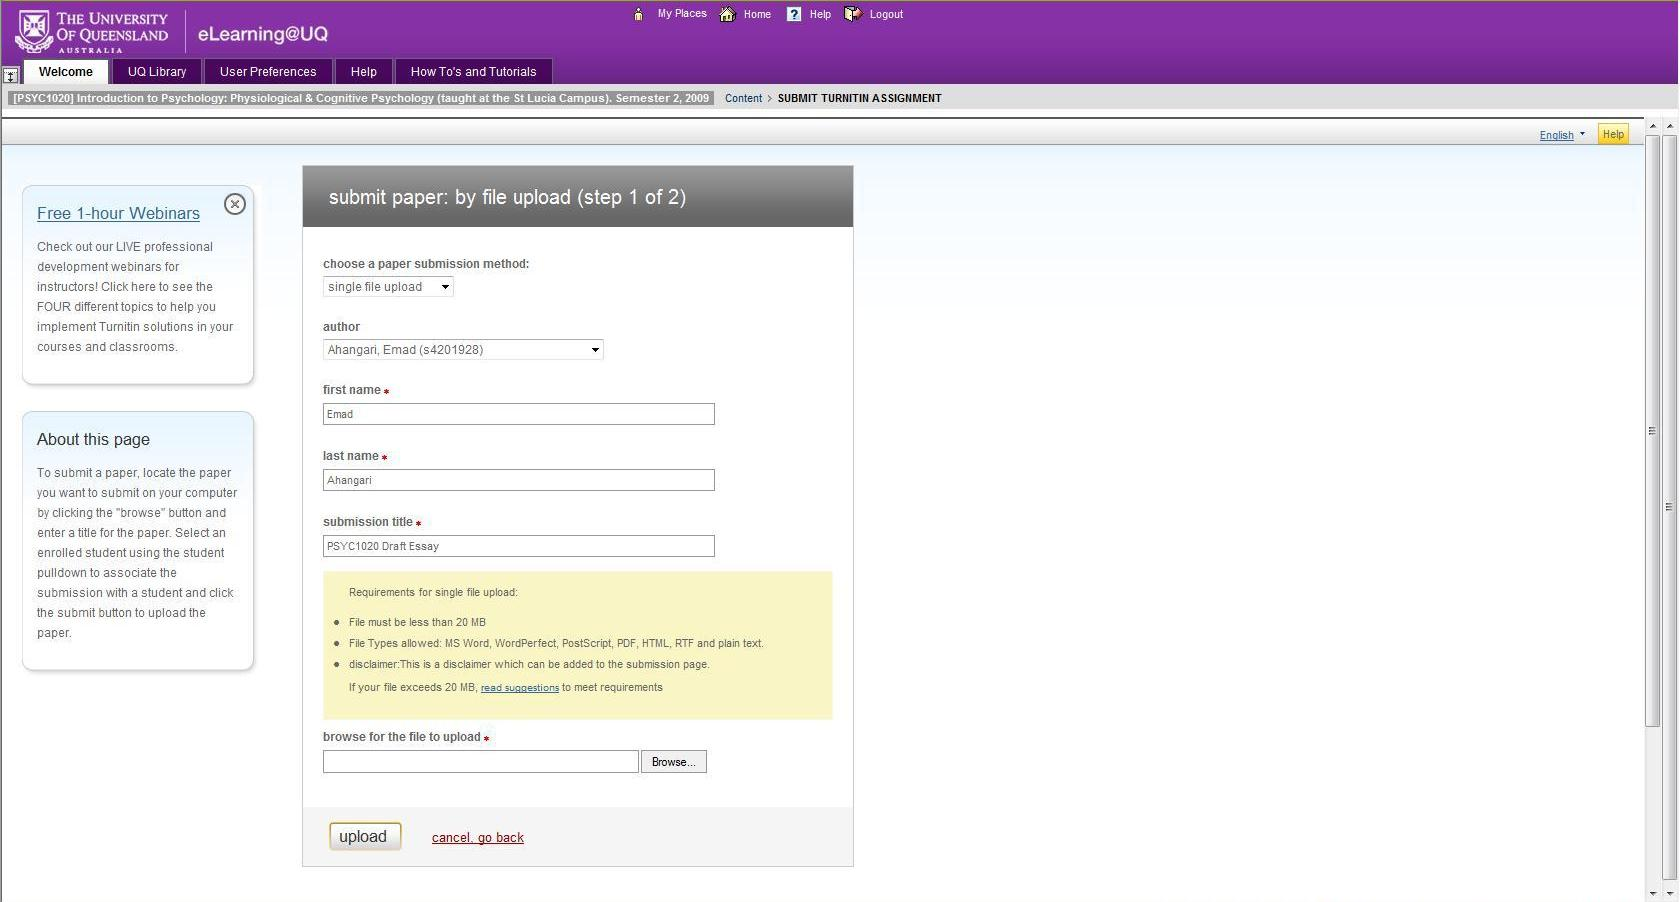 THE UNIVERSITY
OF QUEENSLAND
AUSTRALIA
eLearning@UQ
My Places
Home
Help
Logout
Welcome
UQ Library
User Preferences
Help
How To's and Tutorials
[PSYC1020] Introduction to Psychology: Physiological & Cognitive Psychology (taught at the St Lucia Campus). Semester 2, 2009
Content > SUBMIT TURNITIN ASSIGNMENT
English
Help
Free 1-hour Webinars
Check out our LIVE professional
development webinars for
instructors! Click here to see the
FOUR different topics to help you
implement Turnitin solutions in your
courses and classrooms.
About this page
To submit a paper, locate the paper
you want to submit on your computer
by clicking the "browse" button and
enter a title for the paper. Select an
enrolled student using the student
pulldown to associate the
submission with a student and click
the submit button to upload the
paper.
submit paper: by file upload (step 1 of 2)
choose a paper submission method:
single file upload
author
Ahangari, Emad (s4201928)
first name *
Emad
last name *
Ahangari
submission title *
PSYC1020 Draft Essay
Requirements for single file upload:
• File must be less than 20 MB
• File Types allowed: MS Word, WordPerfect, PostScript, PDF, HTML, RTF and plain text.
• disclaimer:This is a disclaimer which can be added to the submission page.
If your file exceeds 20 MB, read suggestions to meet requirements
browse for the file to upload *
Browse...
upload
cancel, go back